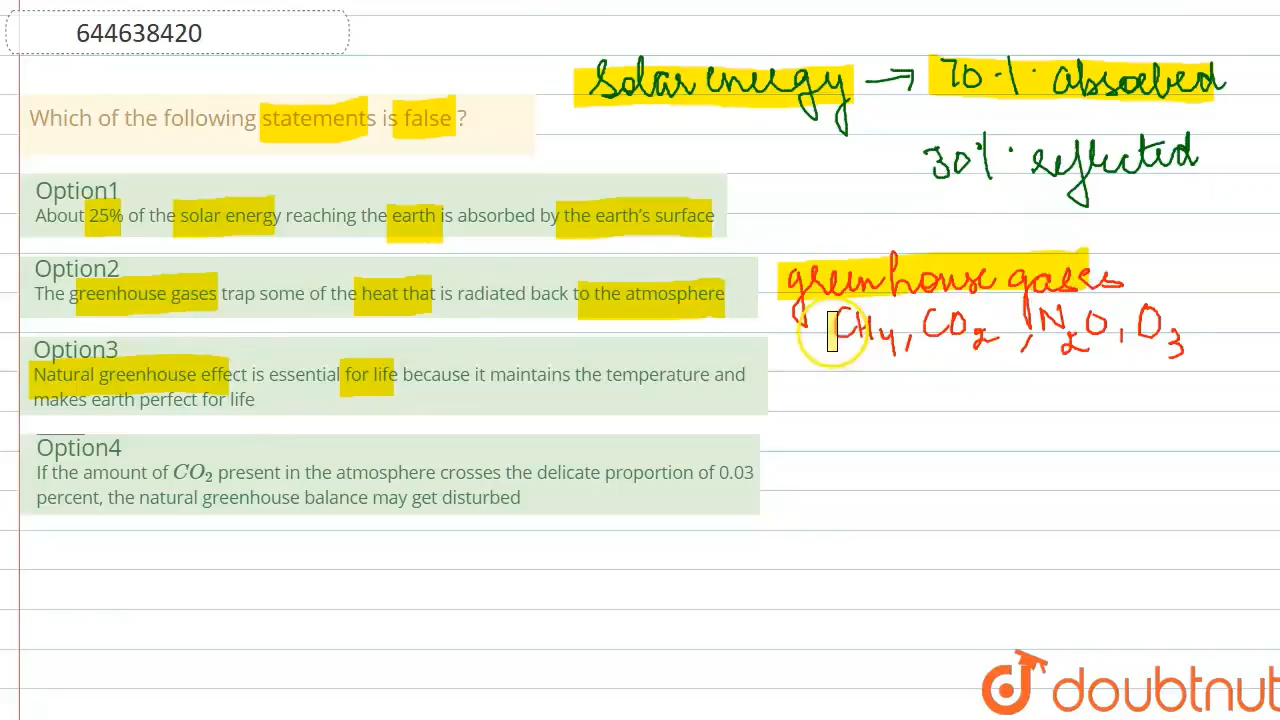 644638420
Which of the following statements is false ?
Option1
About 25% of the solar energy reaching the earth is absorbed by the earth's surface
Option2
The greenhouse gases trap some of the heat that is radiated back to the atmosphere
Option3
Natural greenhouse effect is essential for life because it maintains the temperature and
makes earth perfect for life
Option4
If the amount of CO₂ present in the atmosphere crosses the delicate proportion of 0.03
percent, the natural greenhouse balance may get disturbed
Solar energy → 70% absorbed
30% reflected
greenhouse gases
CH₄, CO₂, N₂O, O₃
doubtnut